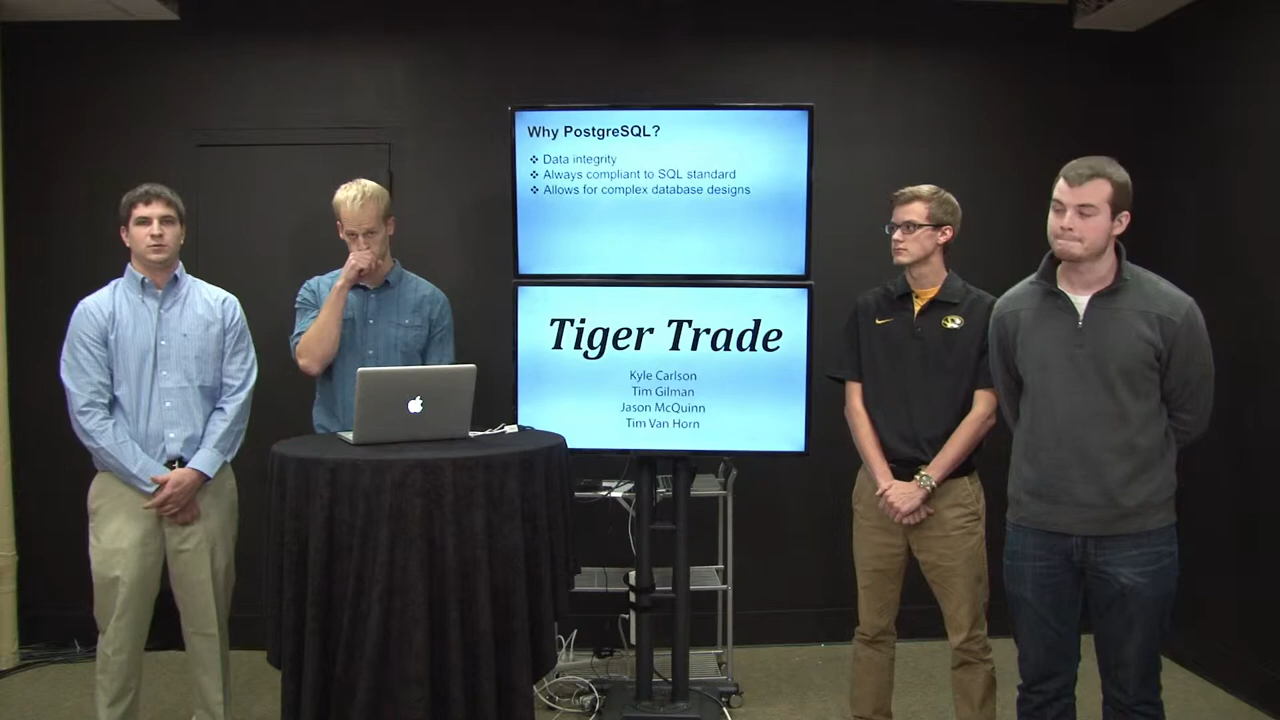 Why PostgreSQL?
❖ Data integrity
❖ Always compliant to SQL standard
❖ Allows for complex database designs
Tiger Trade
Kyle Carlson
Tim Gilman
Jason McQuinn
Tim Van Horn